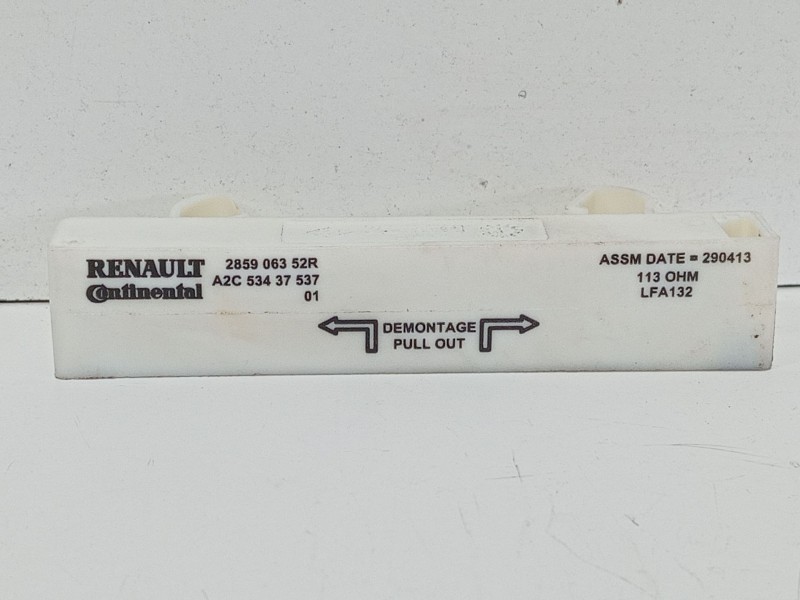 RENAULT
Continental
2859 063 52R
A2C 534 37 537
01
DEMONTAGE
PULL OUT
ASSM DATE = 290413
113 OHM
LFA132